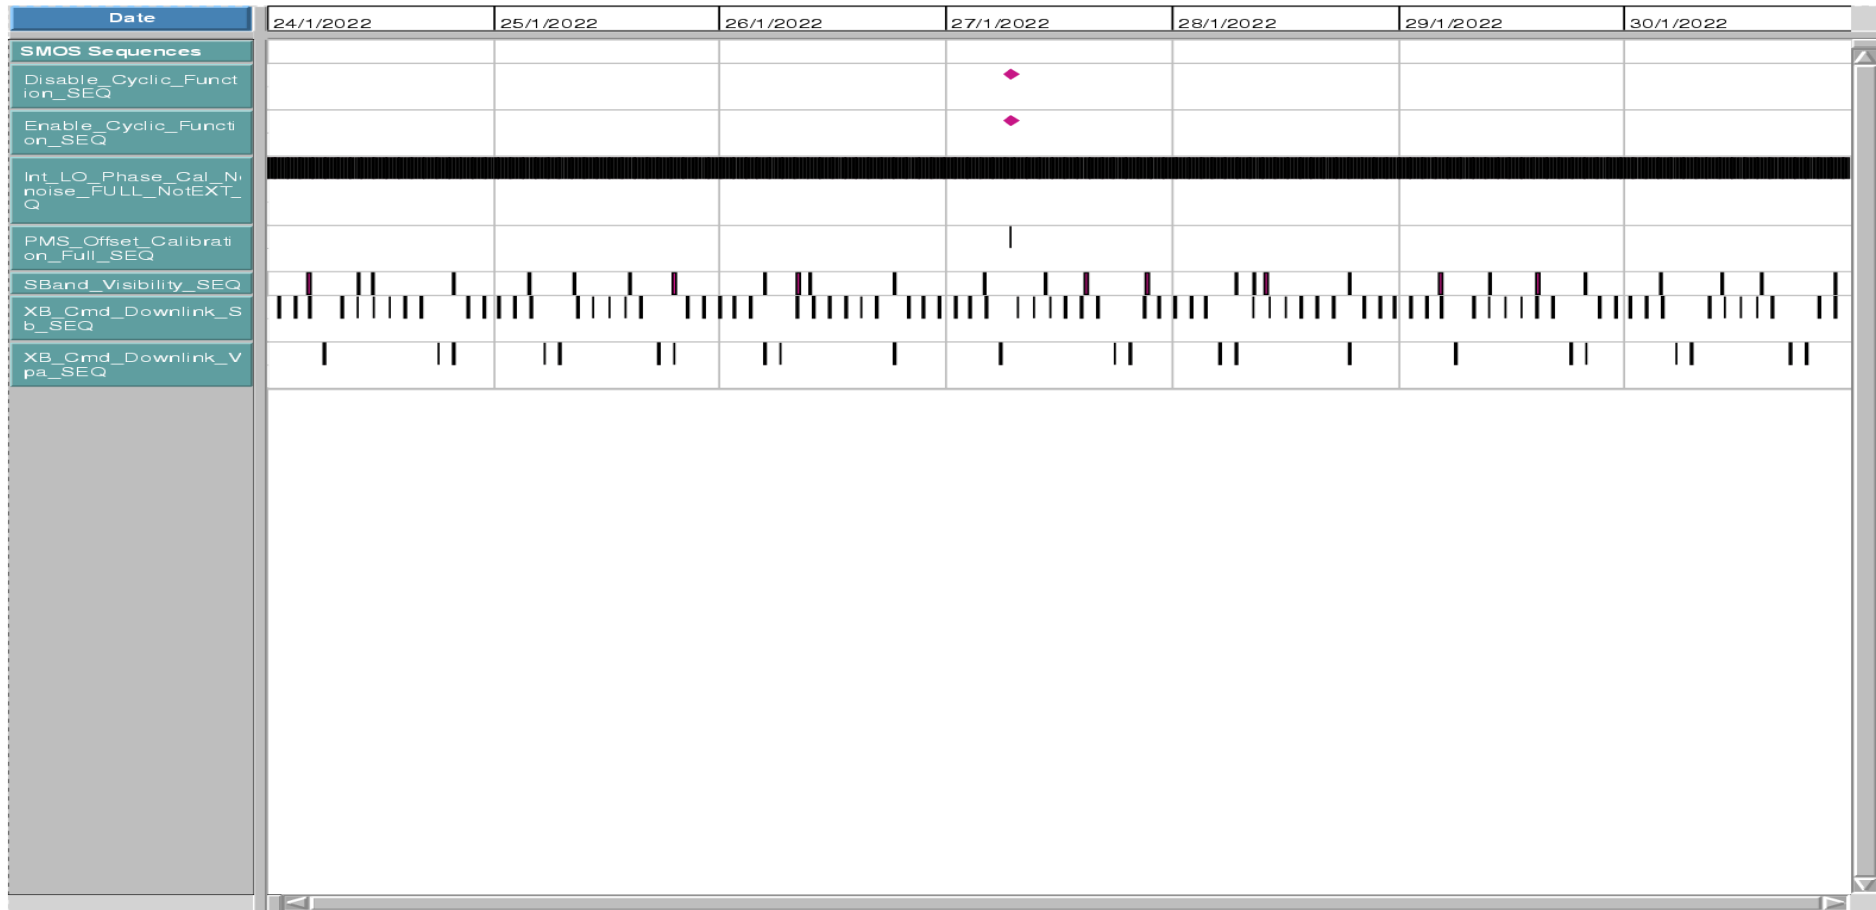 Date
24/1/2022 25/1/2022 26/1/2022 27/1/2022 28/1/2022 29/1/2022 30/1/2022
SMOS Sequences
Disable_Cyclic_Funct
ion_SEQ
Enable_Cyclic_Functi
on_SEQ
Int_LO_Phase_Cal_N
noise_FULL_NotEXT_
Q
PMS_Offset_Calibrati
on_Full_SEQ
SBand_Visibility_SEQ
XB_Cmd_Downlink_S
b_SEQ
XB_Cmd_Downlink_V
pa_SEQ